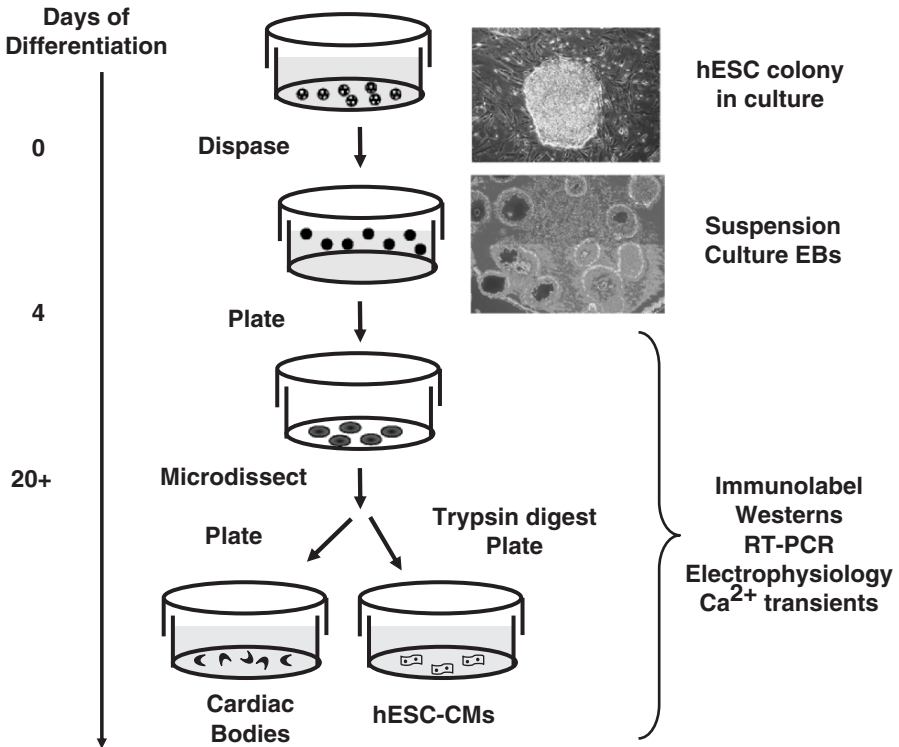 Days of
Differentiation
hESC colony
in culture
0
Dispase
Suspension
Culture EBs
4
Plate
20+
Microdissect
Plate
Trypsin digest
Plate
Immunolabel
Westerns
RT-PCR
Electrophysiology
Ca2+ transients
Cardiac
Bodies
hESC-CMs